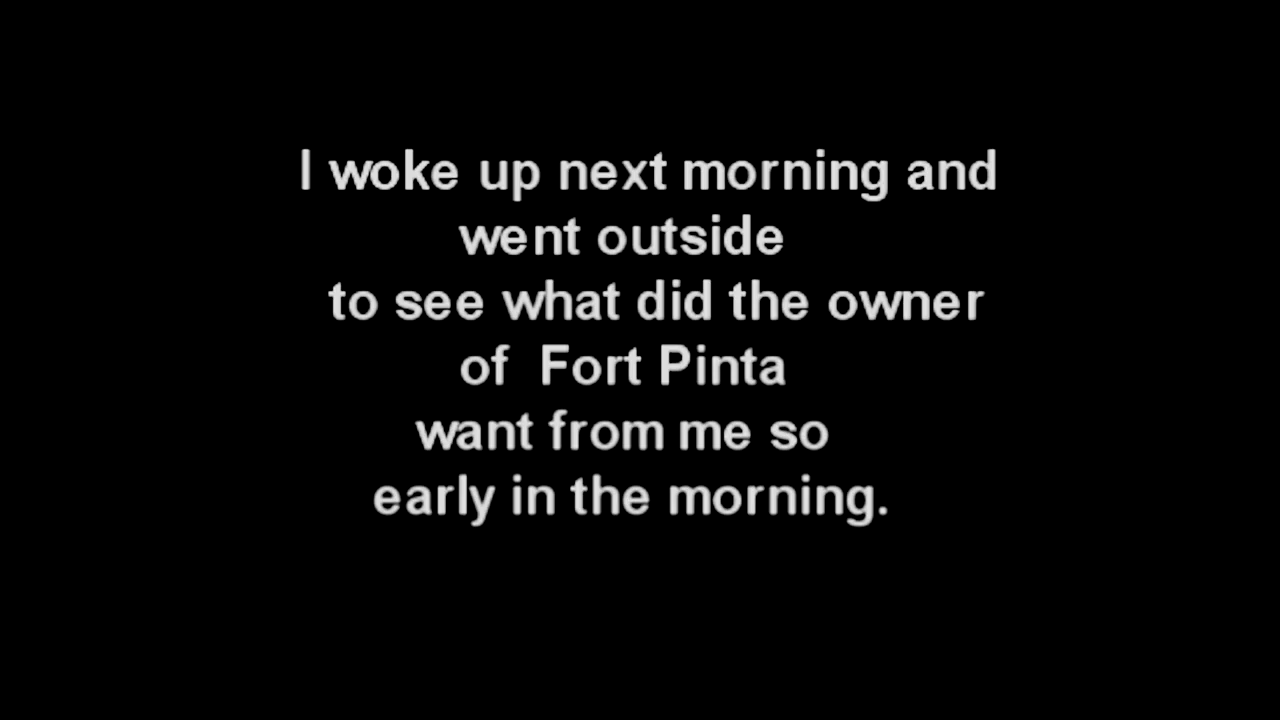 I woke up next morning and
went outside
to see what did the owner
of Fort Pinta
want from me so
early in the morning.